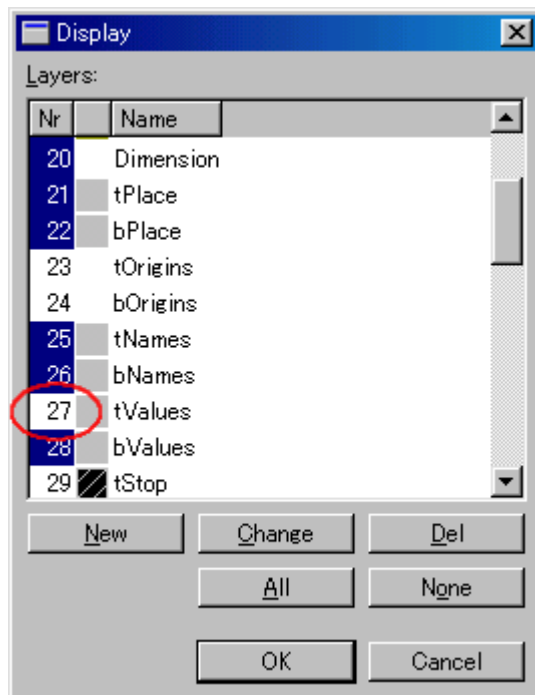 Display
Layers:
Nr Name
20 Dimension
21 tPlace
22 bPlace
23 tOrigins
24 bOrigins
25 tNames
26 bNames
27 tValues
28 bValues
29 tStop
New Change Del
All None
OK Cancel